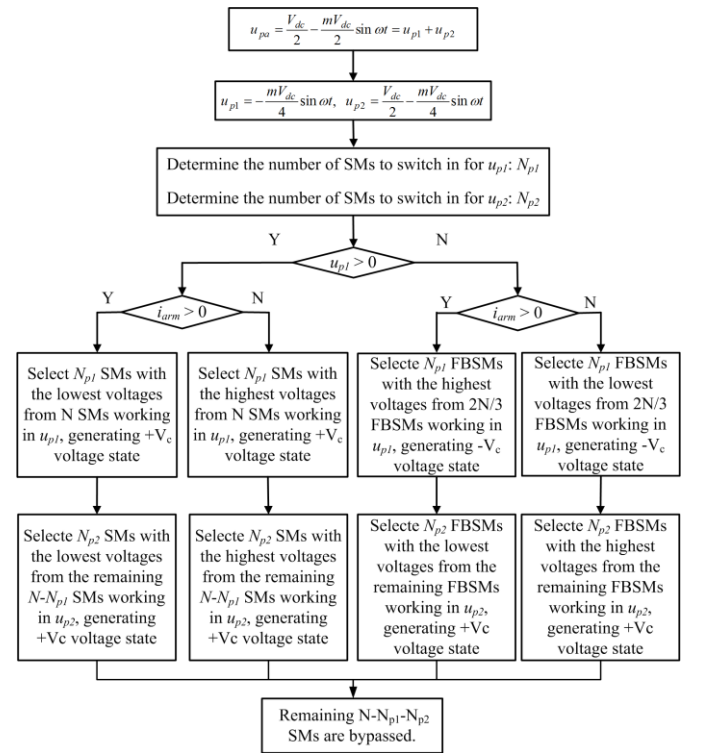 u_pa = V_dc/2 − mV_dc/2 sin ωt = u_p1 + u_p2
u_p1 = −mV_dc/4 sin ωt, u_p2 = V_dc/2 − mV_dc/4 sin ωt
Determine the number of SMs to switch in for u_p1: N_p1
Determine the number of SMs to switch in for u_p2: N_p2
Y
N
u_p1 > 0
Y
N
i_arm > 0
Y
N
i_arm > 0
Select N_p1 SMs with
the lowest voltages
from N SMs working
in u_p1, generating +V_c
voltage state
Select N_p1 SMs with
the highest voltages
from N SMs working
in u_p1, generating +V_c
voltage state
Selecte N_p1 FBSMs
with the highest
voltages from 2N/3
FBSMs working in
u_p1, generating -V_c
voltage state
Selecte N_p1 FBSMs
with the lowest
voltages from 2N/3
FBSMs working in
u_p1, generating -V_c
voltage state
Selecte N_p2 SMs with
the lowest voltages
from the remaining
N-N_p1 SMs working
in u_p2, generating
+Vc voltage state
Selecte N_p2 SMs with
the highest voltages
from the remaining
N-N_p1 SMs working
in u_p2, generating
+Vc voltage state
Selecte N_p2 FBSMs
with the lowest
voltages from the
remaining FBSMs
working in u_p2,
generating +Vc
voltage state
Selecte N_p2 FBSMs
with the highest
voltages from the
remaining FBSMs
working in u_p2,
generating +Vc
voltage state
Remaining N-N_p1-N_p2
SMs are bypassed.